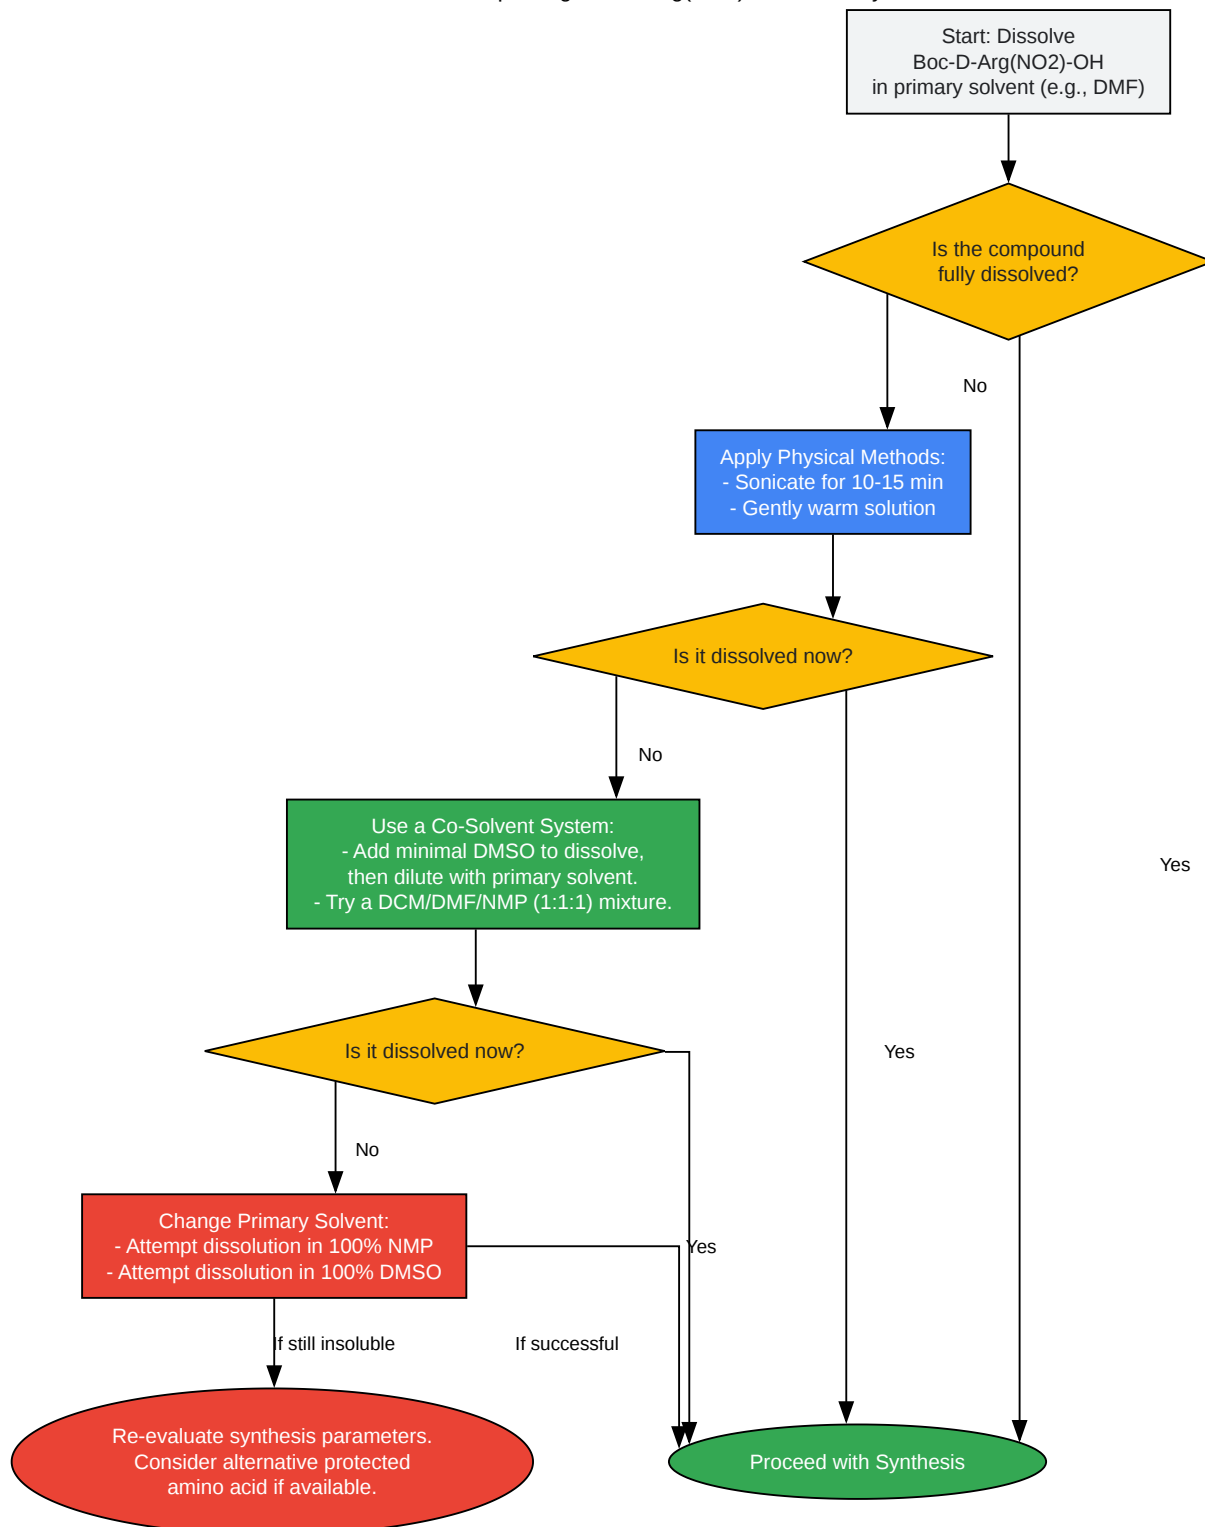 Start: Dissolve
Boc-D-Arg(NO2)-OH
in primary solvent (e.g., DMF)
Is the compound
fully dissolved?
No
Apply Physical Methods:
- Sonicate for 10-15 min
- Gently warm solution
Is it dissolved now?
No
Use a Co-Solvent System:
- Add minimal DMSO to dissolve,
then dilute with primary solvent.
- Try a DCM/DMF/NMP (1:1:1) mixture.
Yes
Is it dissolved now?
Yes
No
Change Primary Solvent:
- Attempt dissolution in 100% NMP
- Attempt dissolution in 100% DMSO
Yes
If still insoluble
If successful
Re-evaluate synthesis parameters.
Consider alternative protected
amino acid if available.
Proceed with Synthesis